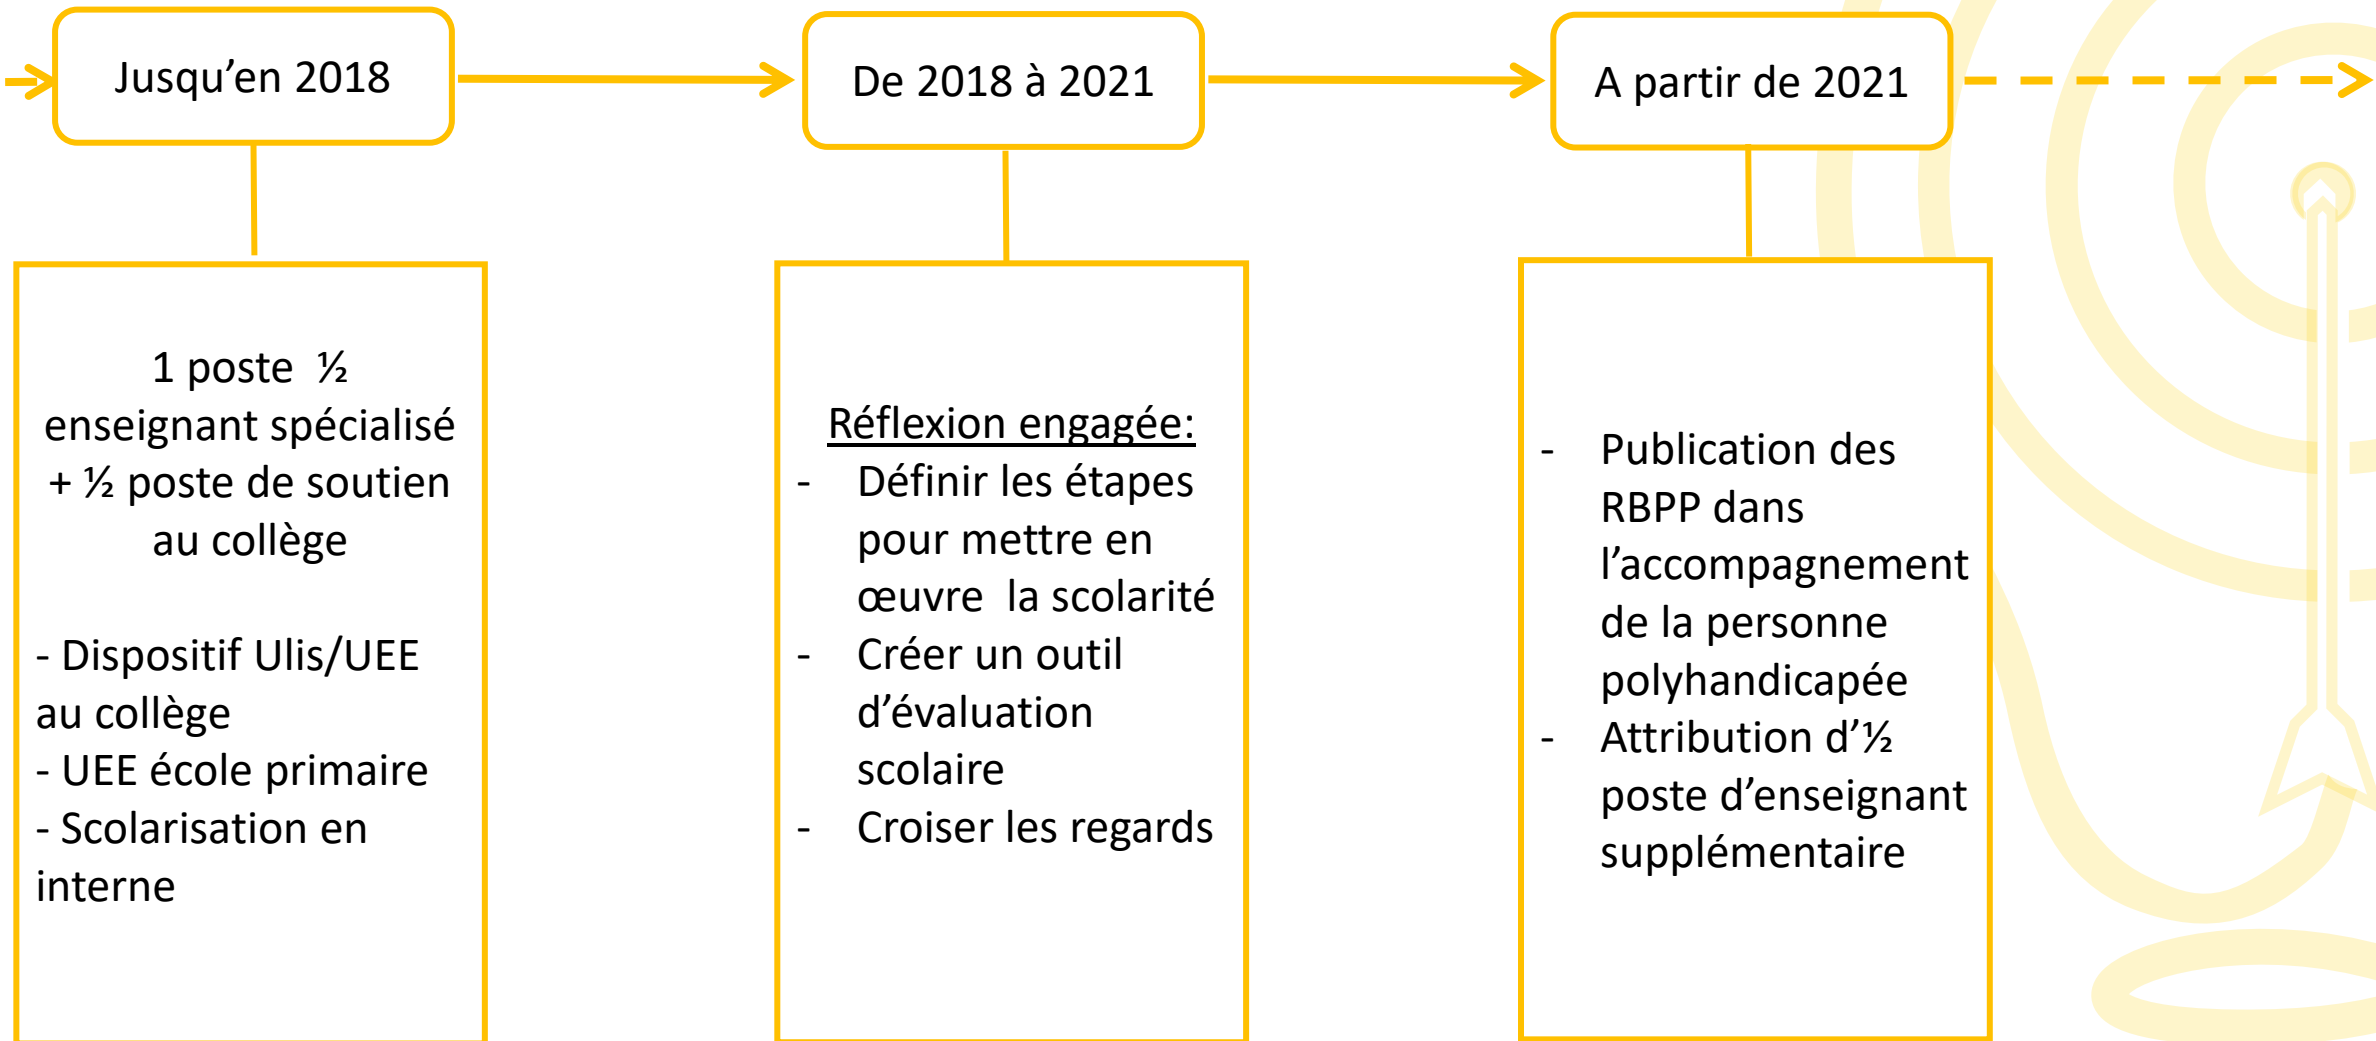 Jusqu’en 2018
De 2018 à 2021
A partir de 2021
1 poste ½
enseignant spécialisé
+ ½ poste de soutien
au collège
- Dispositif Ulis/UEE
au collège
- UEE école primaire
- Scolarisation en
interne
Réflexion engagée:
- Définir les étapes
pour mettre en
œuvre la scolarité
- Créer un outil
d’évaluation
scolaire
- Croiser les regards
- Publication des
RBPP dans
l’accompagnement
de la personne
polyhandicapée
- Attribution d’½
poste d’enseignant
supplémentaire